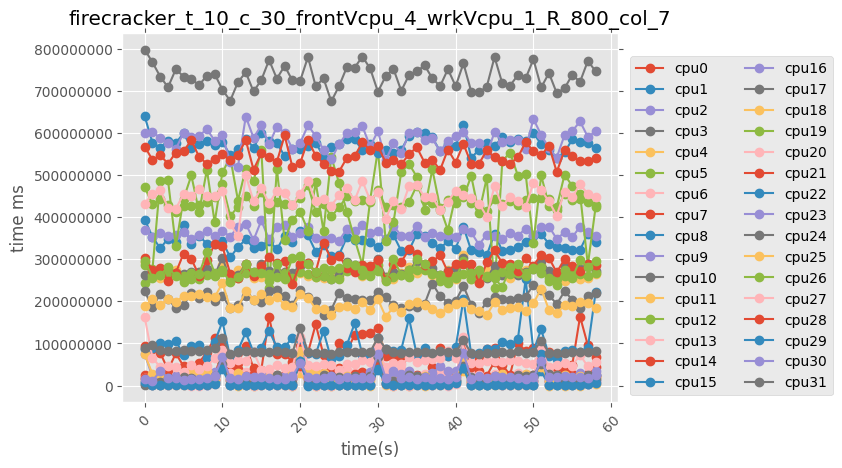 firecracker_t_10_c_30_frontVcpu_4_wrkVcpu_1_R_800_col_7
800000000
700000000
600000000
500000000
400000000
300000000
200000000
100000000
0
time ms
0
10
20
30
40
50
60
time(s)
cpu0
cpu1
cpu2
cpu3
cpu4
cpu5
cpu6
cpu7
cpu8
cpu9
cpu10
cpu11
cpu12
cpu13
cpu14
cpu15
cpu16
cpu17
cpu18
cpu19
cpu20
cpu21
cpu22
cpu23
cpu24
cpu25
cpu26
cpu27
cpu28
cpu29
cpu30
cpu31